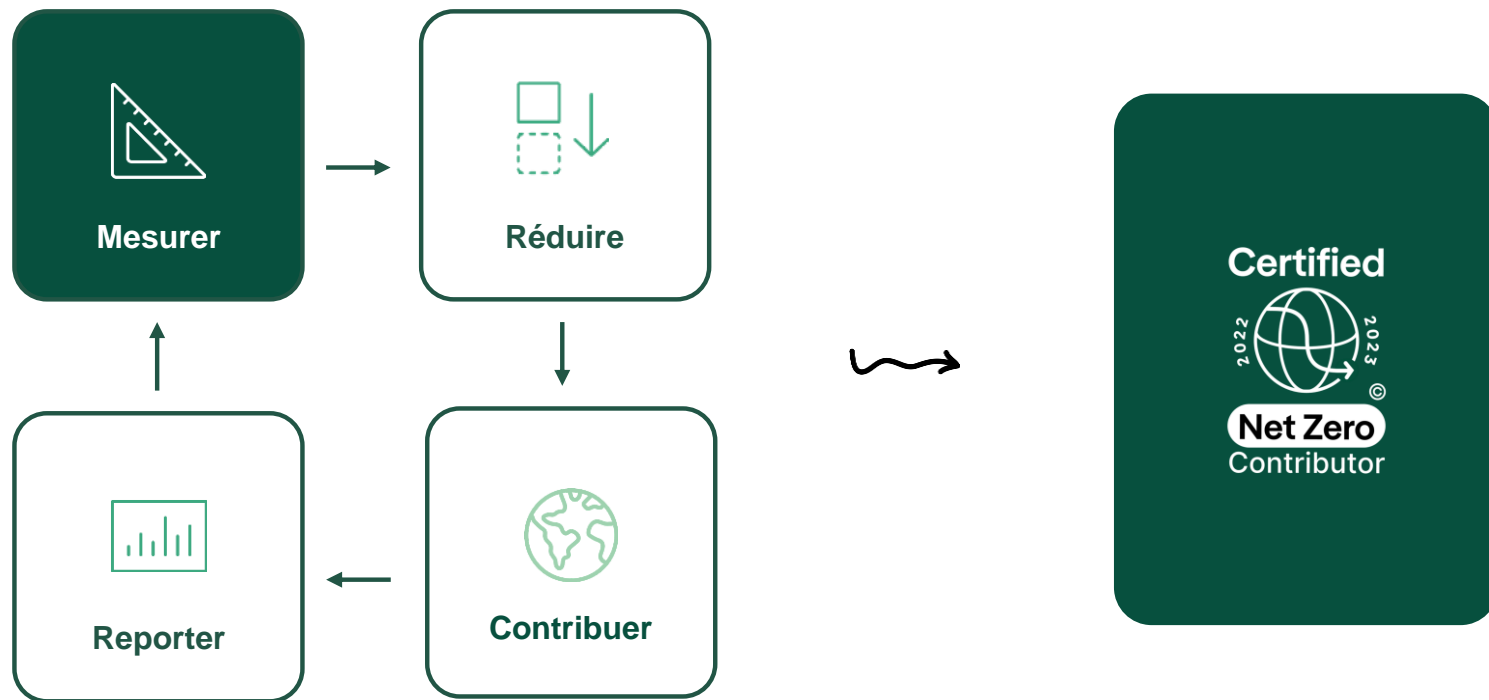 Mesurer
Réduire
Contribuer
Reporter
Certified
2022
2023
©
Net Zero
Contributor